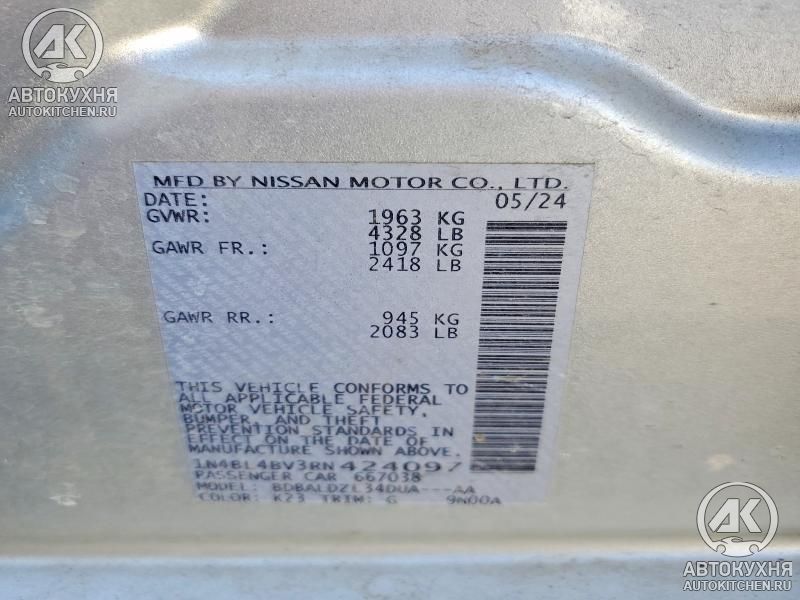 AK
АВТОКУХНЯ
AUTOKITCHEN.RU
MFD BY NISSAN MOTOR CO., LTD.
DATE: 05/24
GVWR: 1963 KG
4328 LB
GAWR FR.: 1097 KG
2418 LB
GAWR RR.: 945 KG
2083 LB
THIS VEHICLE CONFORMS TO
ALL APPLICABLE FEDERAL
MOTOR VEHICLE SAFETY,
BUMPER, AND THEFT
PREVENTION STANDARDS IN
EFFECT ON THE DATE OF
MANUFACTURE SHOWN ABOVE.
1N4BL4BV3RN424097
PASSENGER CAR 667038
MODEL: BDBALDZL34DUA---AA
COLOR: K23 TRIM: G 9N00A
AK
АВТОКУХНЯ
AUTOKITCHEN.RU